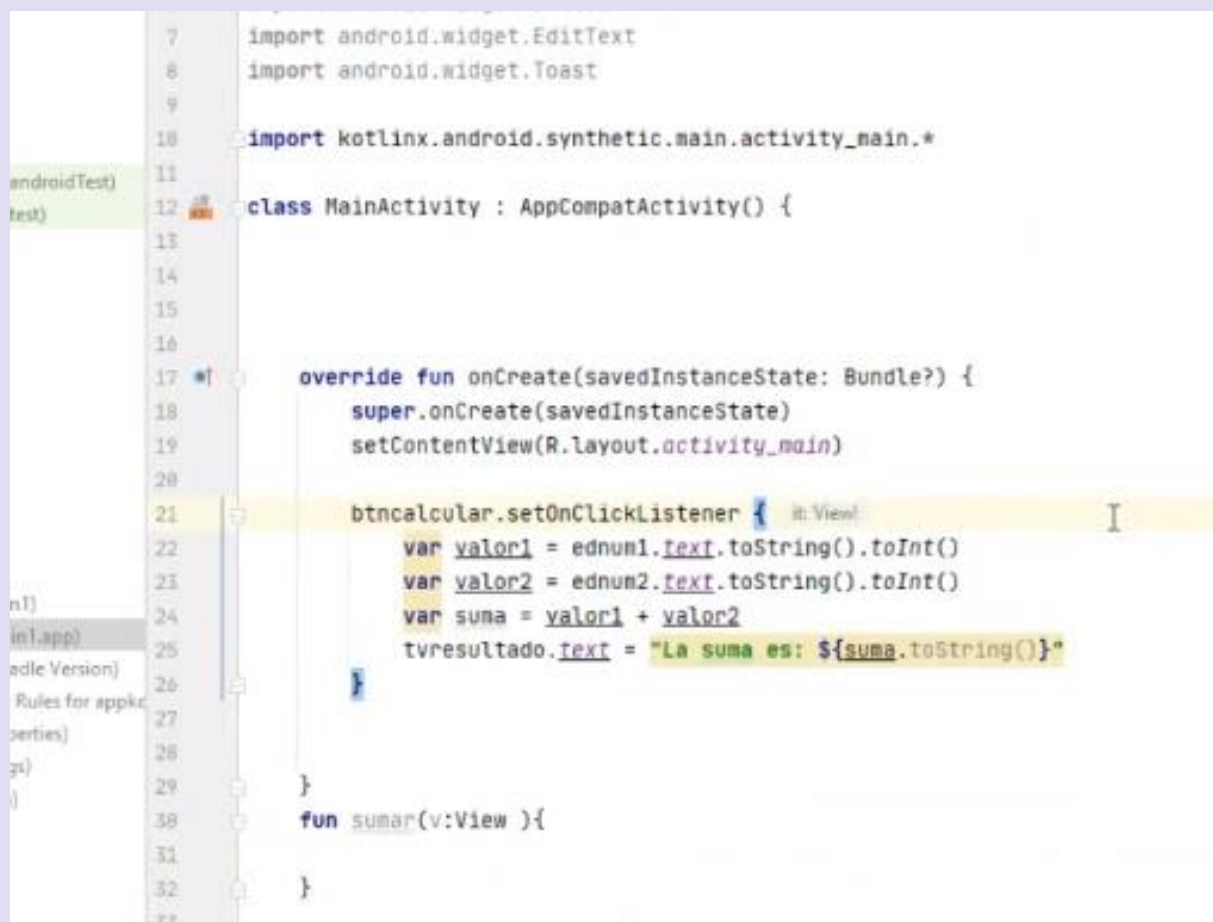 7 import android.widget.EditText
8 import android.widget.Toast
9
10 import kotlinx.android.synthetic.main.activity_main.*
androidTest) 11
test) 12 class MainActivity : AppCompatActivity() {
13
14
15
16
17 override fun onCreate(savedInstanceState: Bundle?) {
18 super.onCreate(savedInstanceState)
19 setContentView(R.layout.activity_main)
20
21 btncalcular.setOnClickListener { it: View!
22 var valor1 = ednum1.text.toString().toInt()
23 var valor2 = ednum2.text.toString().toInt()
n1) 24 var suma = valor1 + valor2
in1.app) 25 tvresultado.text = "La suma es: ${suma.toString()}"
adle Version) 26 }
Rules for appko 27
perties) 28
gs) 29 }
30 fun sumar(v:View ){
31
32 }